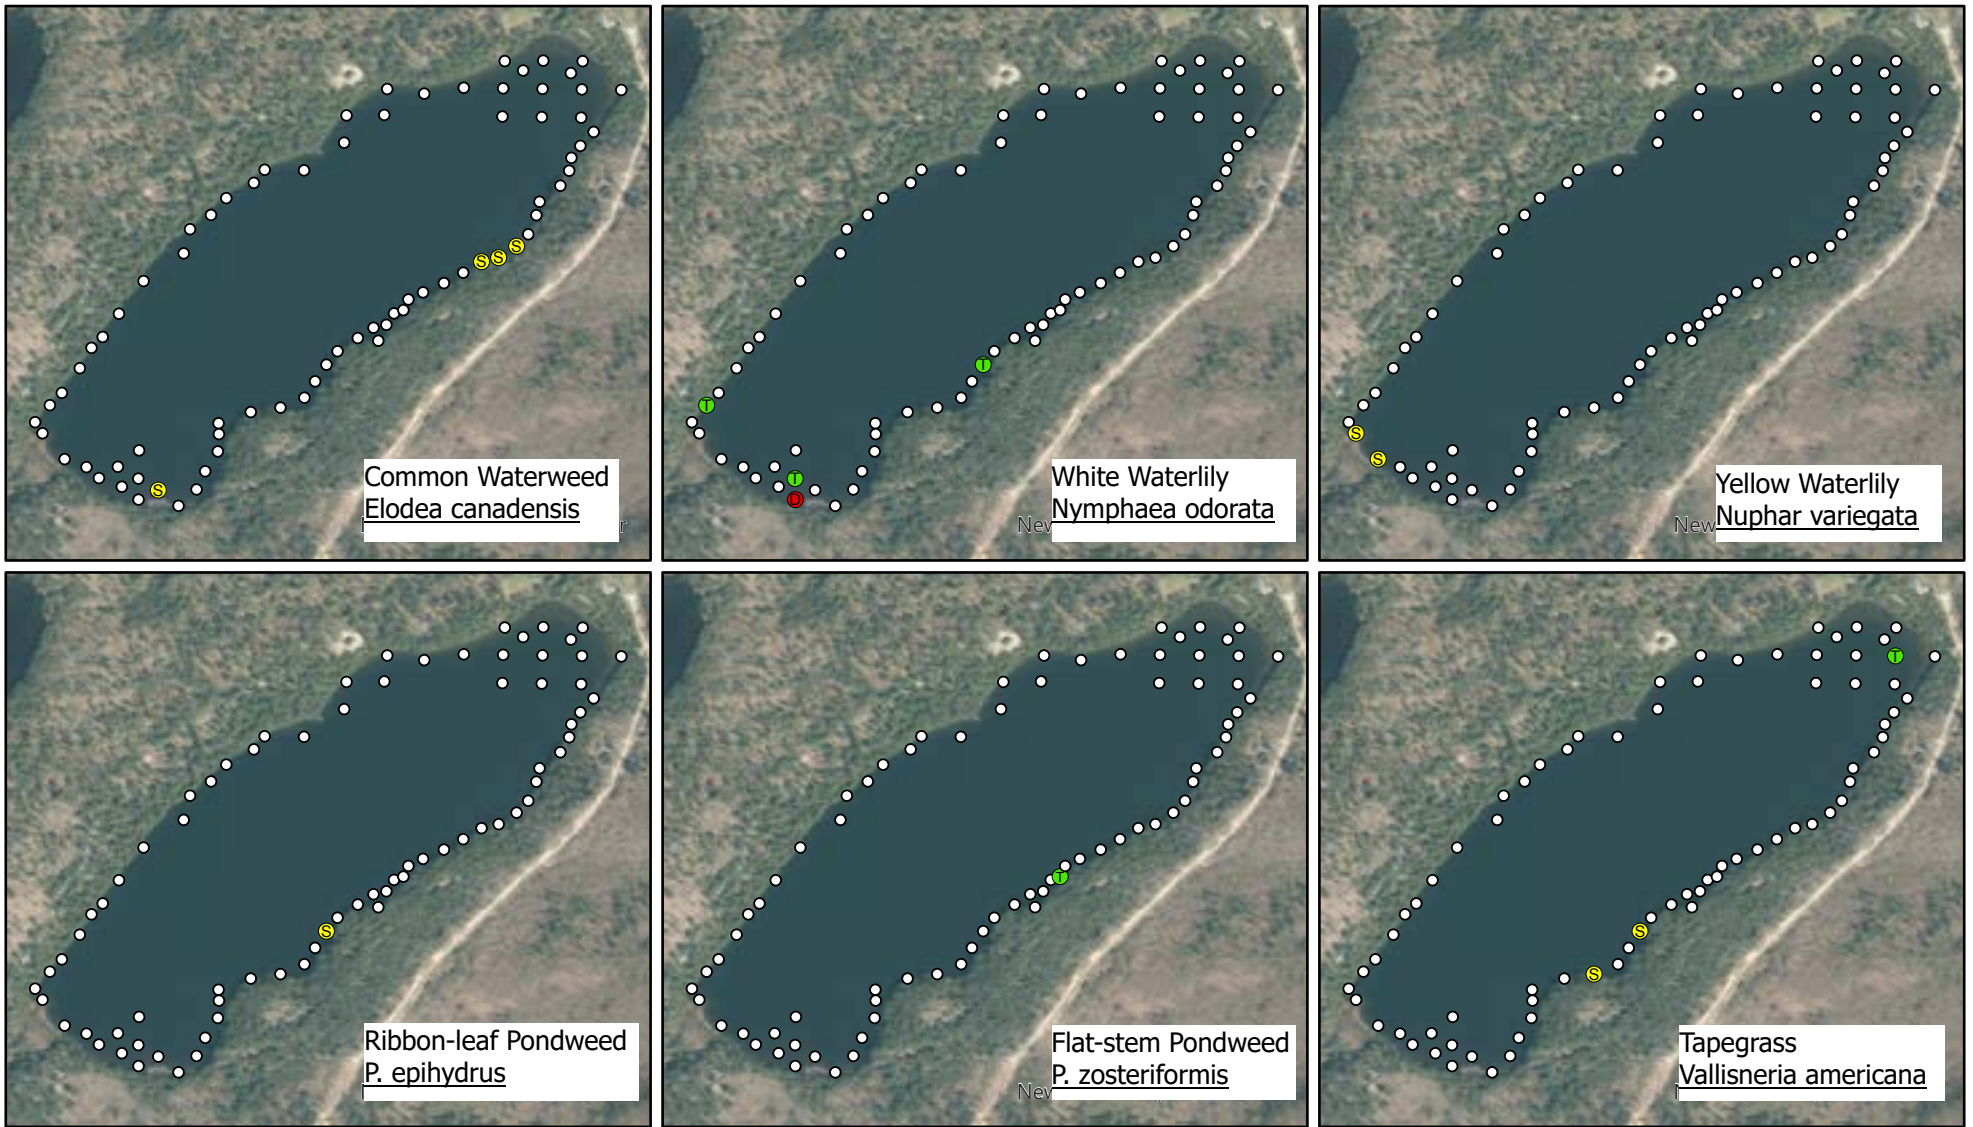 S S S
S
Common Waterweed
Elodea canadensis
T
T
T
D
White Waterlily
Nymphaea odorata
S
S
Yellow Waterlily
Nuphar variegata
S
Ribbon-leaf Pondweed
P. epihydrus
T
Flat-stem Pondweed
P. zosteriformis
T
S
S
Tapegrass
Vallisneria americana